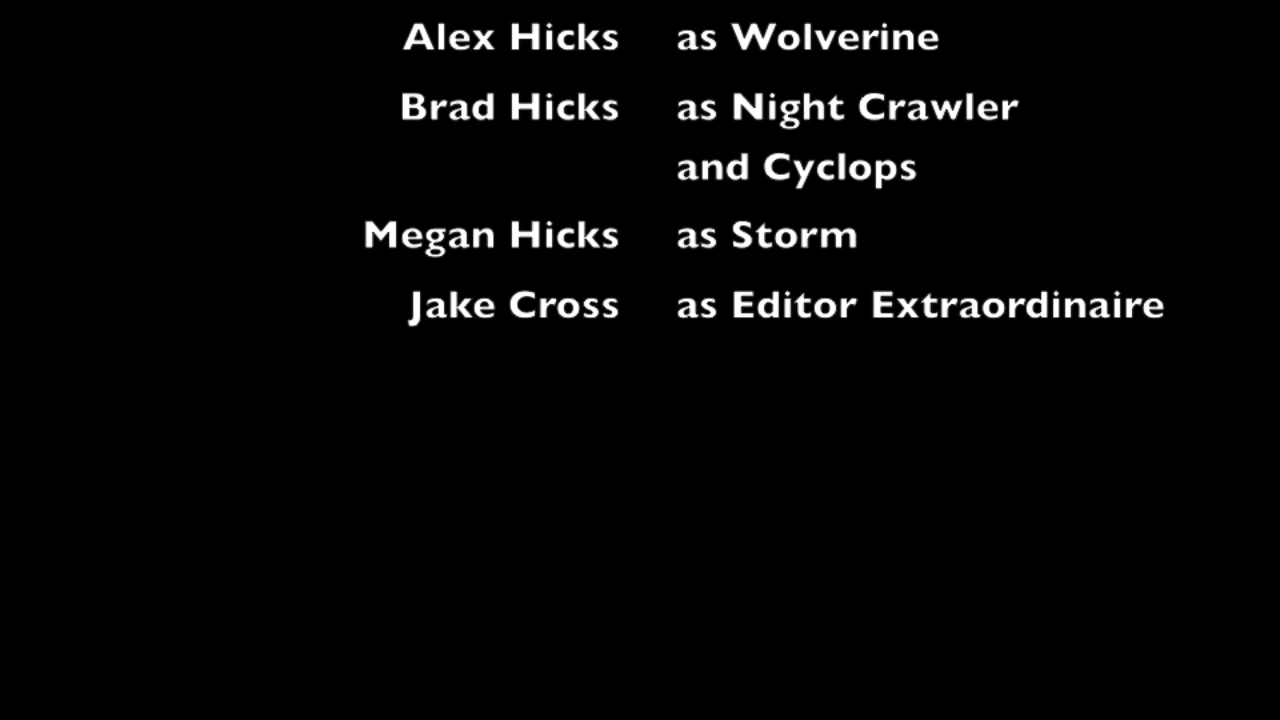 Alex Hicks as Wolverine
Brad Hicks as Night Crawler
and Cyclops
Megan Hicks as Storm
Jake Cross as Editor Extraordinaire